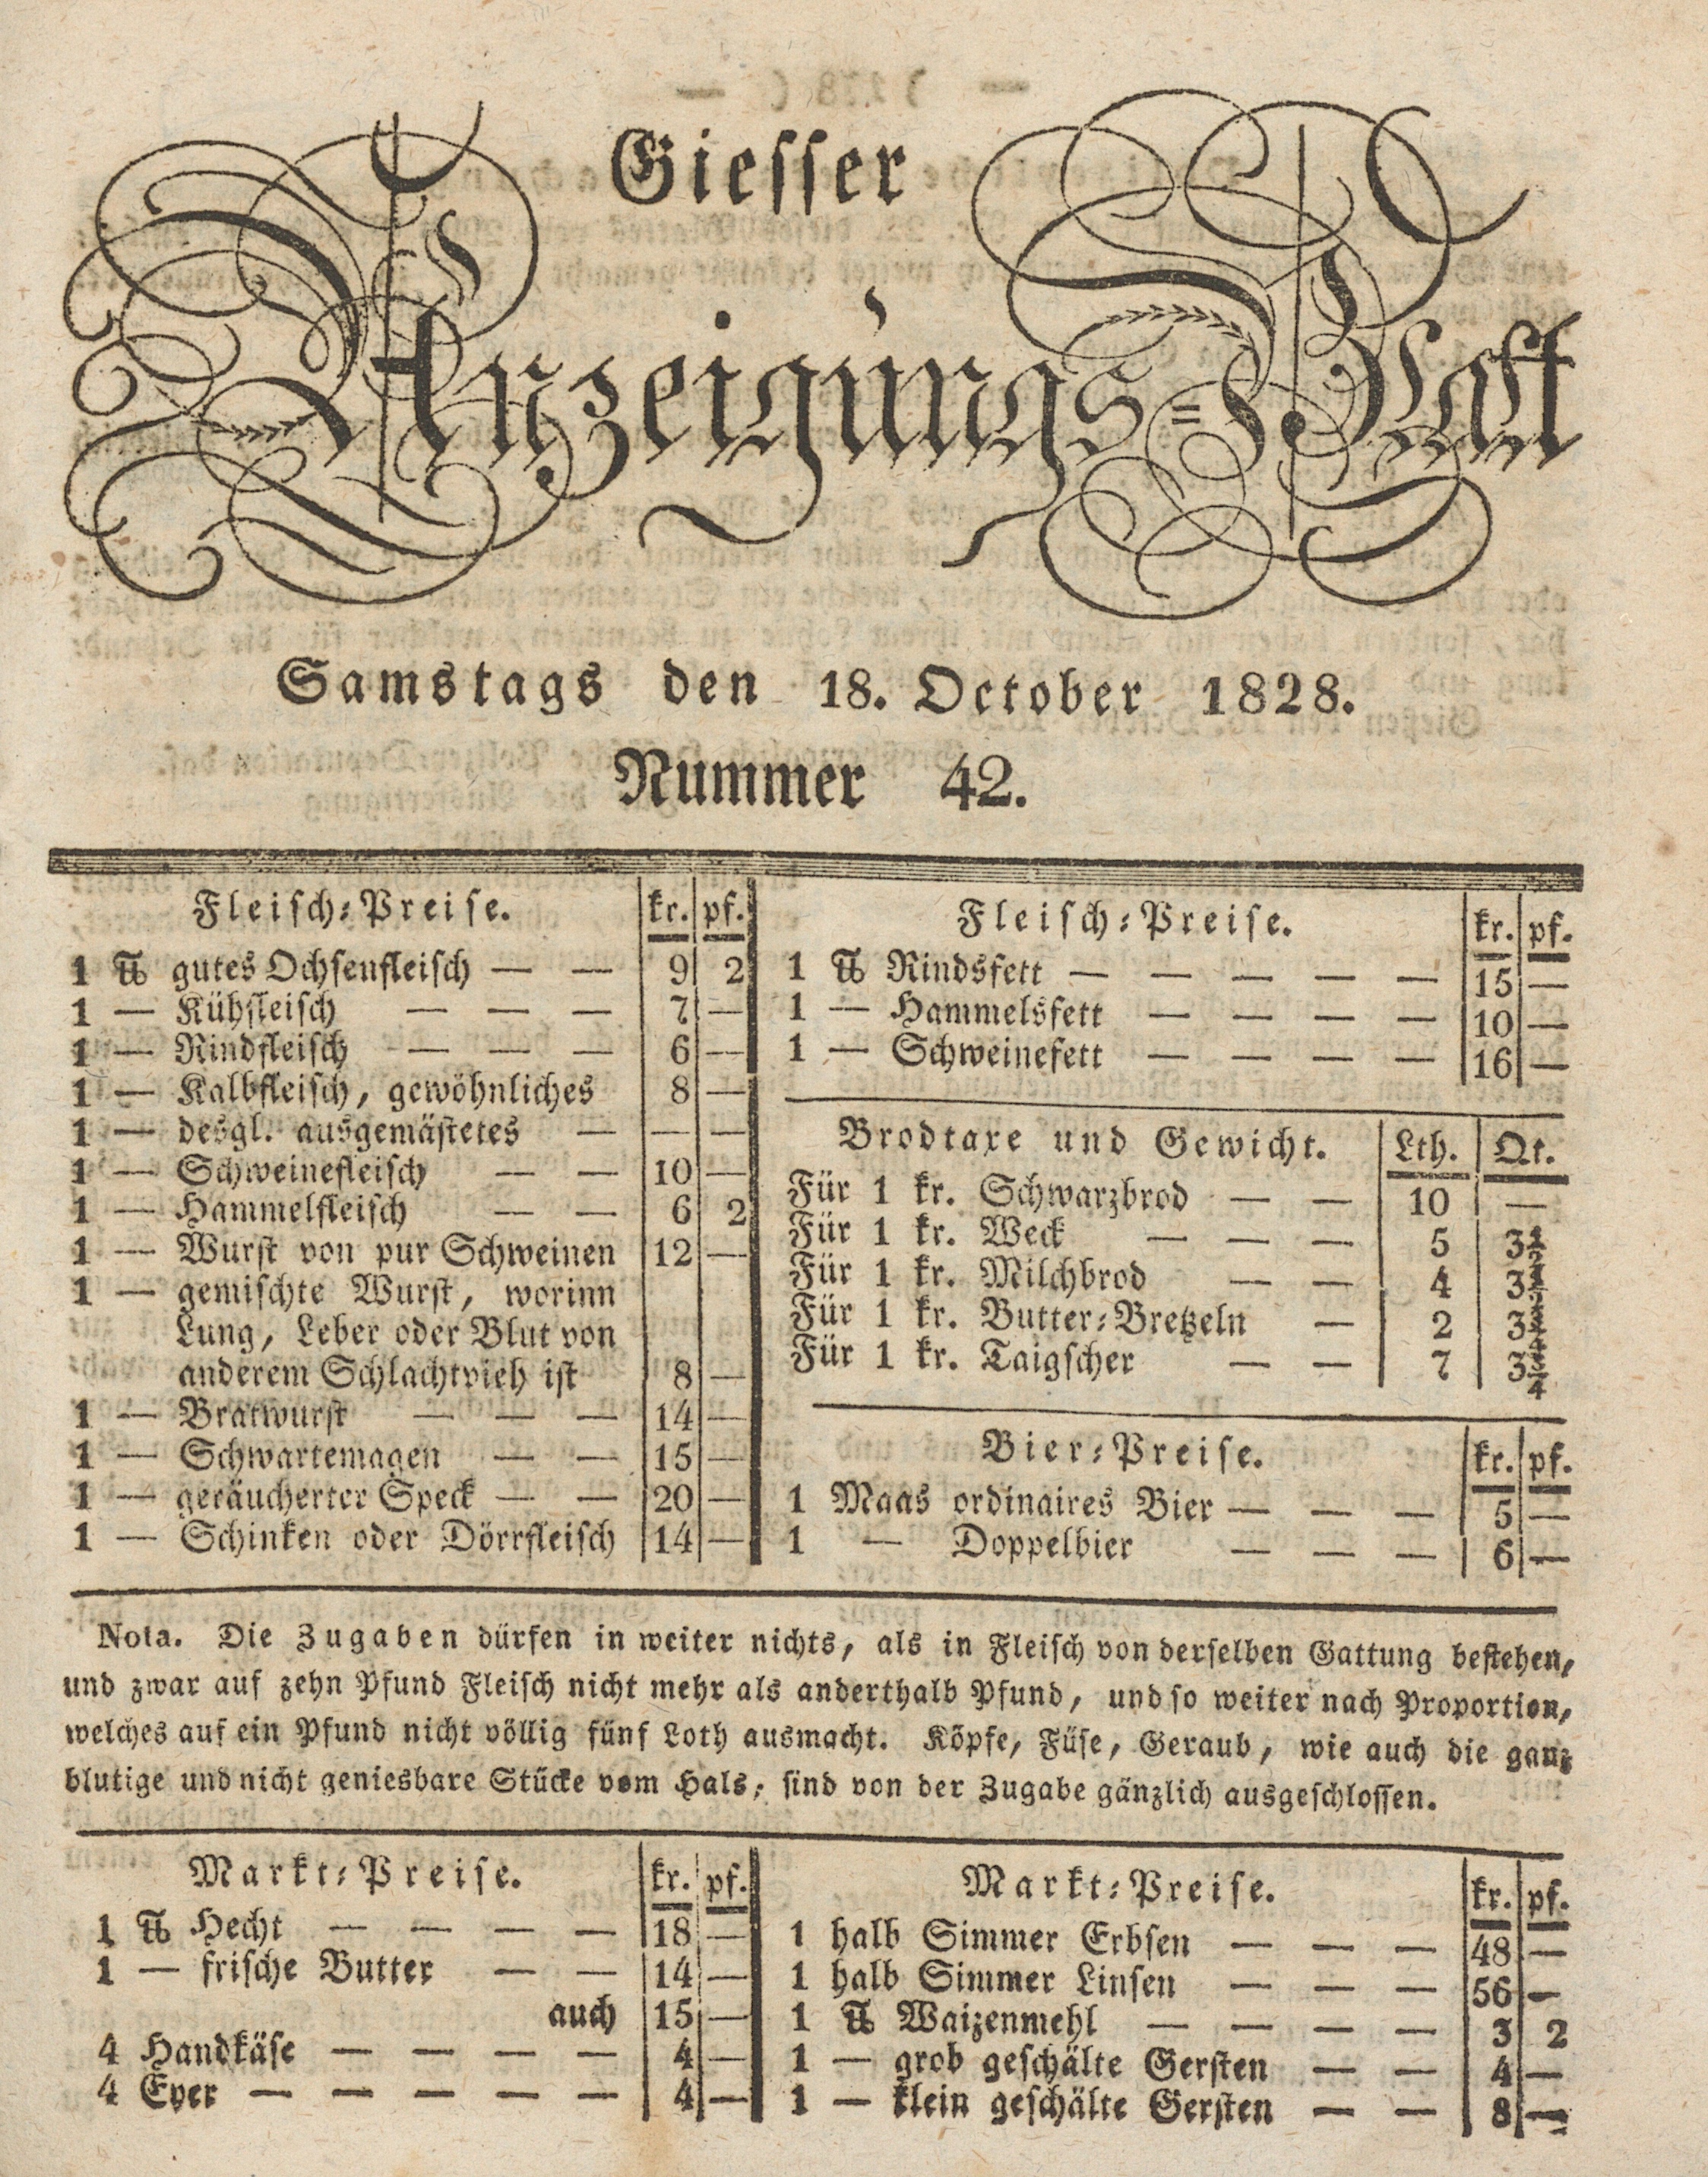 Giesser
Anzeigungs-Blatt
Samstags den 18. October 1828.
Nummer 42.
Fleisch-Preise. kr. pf.
1 ℔ gutes Ochsenfleisch — — 9 2
1 — Kühfleisch — — — 7 —
1 — Rindfleisch — — — 6 —
1 — Kalbfleisch, gewöhnliches 8 —
1 — desgl. ausgemästetes — — —
1 — Schweinefleisch — — 10 —
1 — Hammelfleisch — — 6 2
1 — Wurst von pur Schweinen 12 —
1 — gemischte Wurst, worinn
Lung, Leber oder Blut von
anderem Schlachtvieh ist 8 —
1 — Bratwurst — — — 14 —
1 — Schwartemagen — — 15 —
1 — geräucherter Speck — — 20 —
1 — Schinken oder Dörrfleisch 14 —
Fleisch-Preise. kr. pf.
1 ℔ Rindsfett — — — — — 15 —
1 — Hammelsfett — — — — 10 —
1 — Schweinefett — — — — 16 —
Brodtaxe und Gewicht. Lth. Qt.
Für 1 kr. Schwarzbrod — — 10 —
Für 1 kr. Weck — — — 5 3½
Für 1 kr. Milchbrod — — 4 3
Für 1 kr. Butter-Bretzeln — 2 3
Für 1 kr. Taigscher — — 7 3¾
Bier-Preise. kr. pf.
1 Maas ordinaires Bier — — — 5 —
1 — Doppelbier — — — 6 —
Nota. Die Zugaben dürfen in weiter nichts, als in Fleisch von derselben Gattung bestehen,
und zwar auf zehn Pfund Fleisch nicht mehr als anderthalb Pfund, und so weiter nach Proportion,
welches auf ein Pfund nicht völlig fünf Loth ausmacht. Köpfe, Füse, Geraub, wie auch die ganz
blutige und nicht geniesbare Stücke vom Hals, sind von der Zugabe gänzlich ausgeschlossen.
Markt-Preise. kr. pf.
1 ℔ Hecht — — — — 18 —
1 — frische Butter — — 14 —
auch 15 —
4 Handkäse — — — — 4 —
4 Eyer — — — — — 4 —
Markt-Preise. kr. pf.
1 halb Simmer Erbsen — — — 48 —
1 halb Simmer Linsen — — — 56 —
1 ℔ Waizenmehl — — — — 3 2
1 — grob geschälte Gersten — — 4 —
1 — klein geschälte Gersten — — 8 —